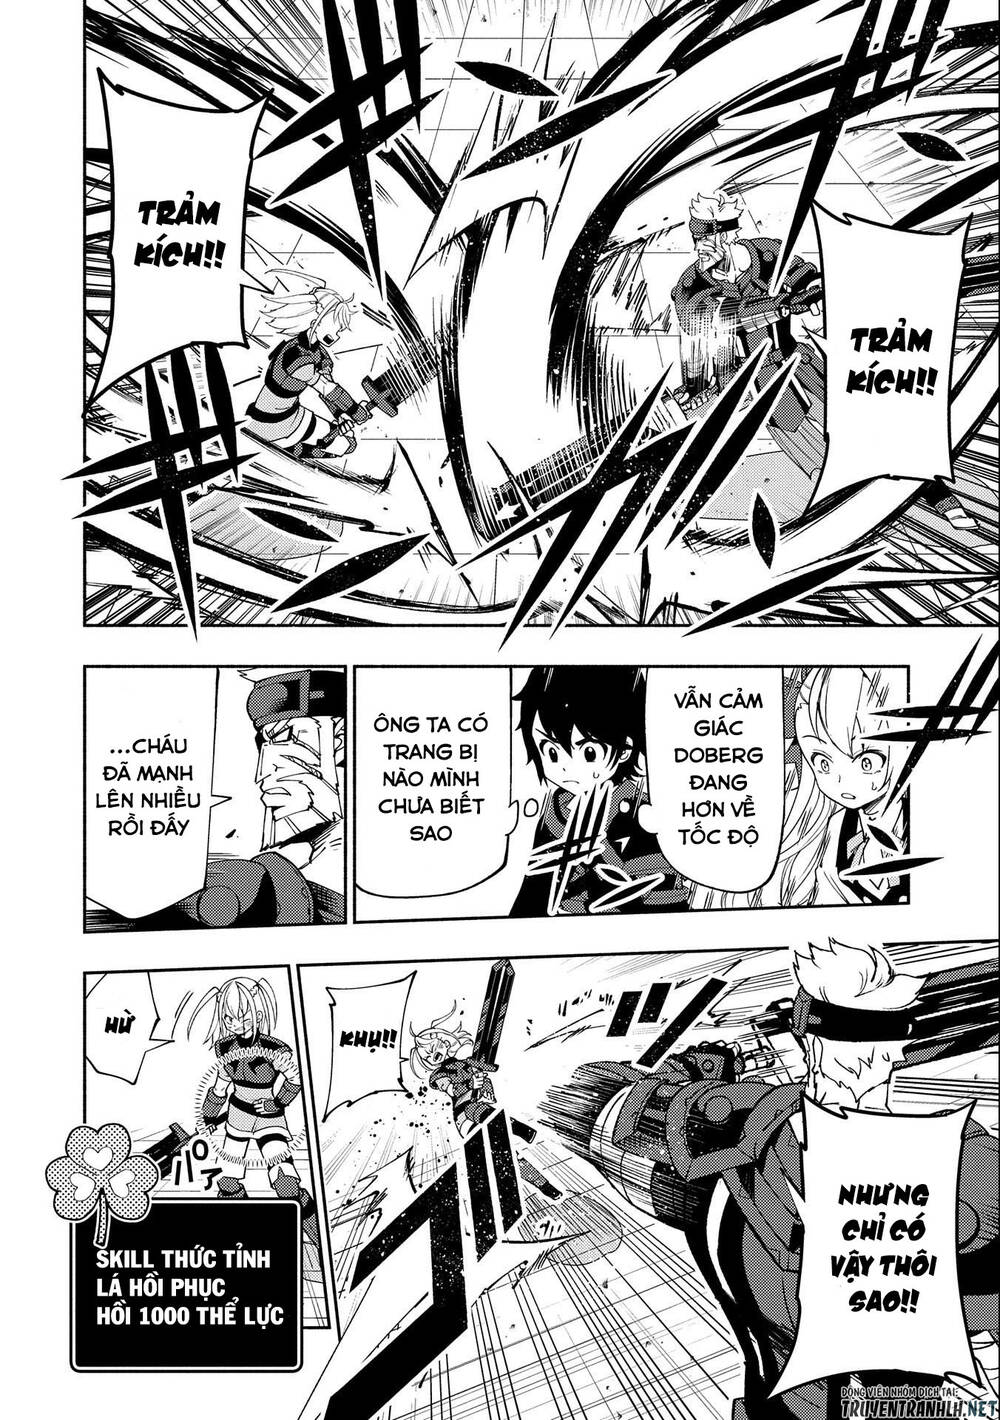 TRẢM
KÍCH!!
TRẢM
KÍCH!!
VẪN CẢM
GIÁC
DOBERG
ĐANG
HƠN VỀ
TỐC ĐỘ
ÔNG TA CÓ
TRANG BỊ
NÀO MÌNH
CHƯA BIẾT
SAO
...CHÁU
ĐÃ MẠNH
LÊN NHIỀU
RỒI ĐẤY
NHƯNG
CHỈ CÓ
VẬY THÔI
SAO!!
KHỤ!!
HỪ
パァ
SKILL THỨC TỈNH
LÁ HỒI PHỤC
HỒI 1000 THỂ LỰC
ĐỘNG VIÊN NHÓM DỊCH TẠI:
TRUYENTRANHLH.NET